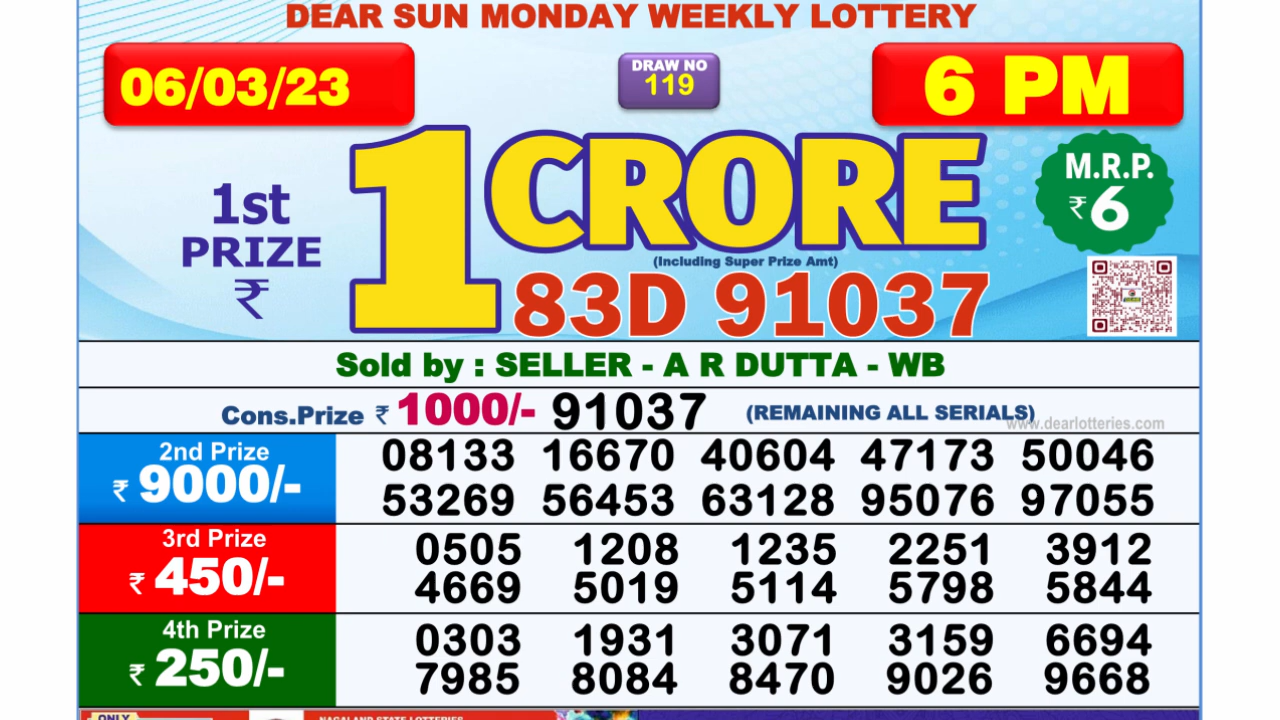 DEAR SUN MONDAY WEEKLY LOTTERY
06/03/23
DRAW NO
119
6 PM
1st
PRIZE
₹
1 CRORE
(Including Super Prize Amt)
83D 91037
M.R.P.
₹6
Sold by : SELLER - A R DUTTA - WB
Cons.Prize ₹ 1000/- 91037 (REMAINING ALL SERIALS)
www.dearlotteries.com
2nd Prize
₹ 9000/-
08133 16670 40604 47173 50046
53269 56453 63128 95076 97055
3rd Prize
₹ 450/-
0505 1208 1235 2251 3912
4669 5019 5114 5798 5844
4th Prize
₹ 250/-
0303 1931 3071 3159 6694
7985 8084 8470 9026 9668
ONLY
NAGALAND STATE LOTTERIES